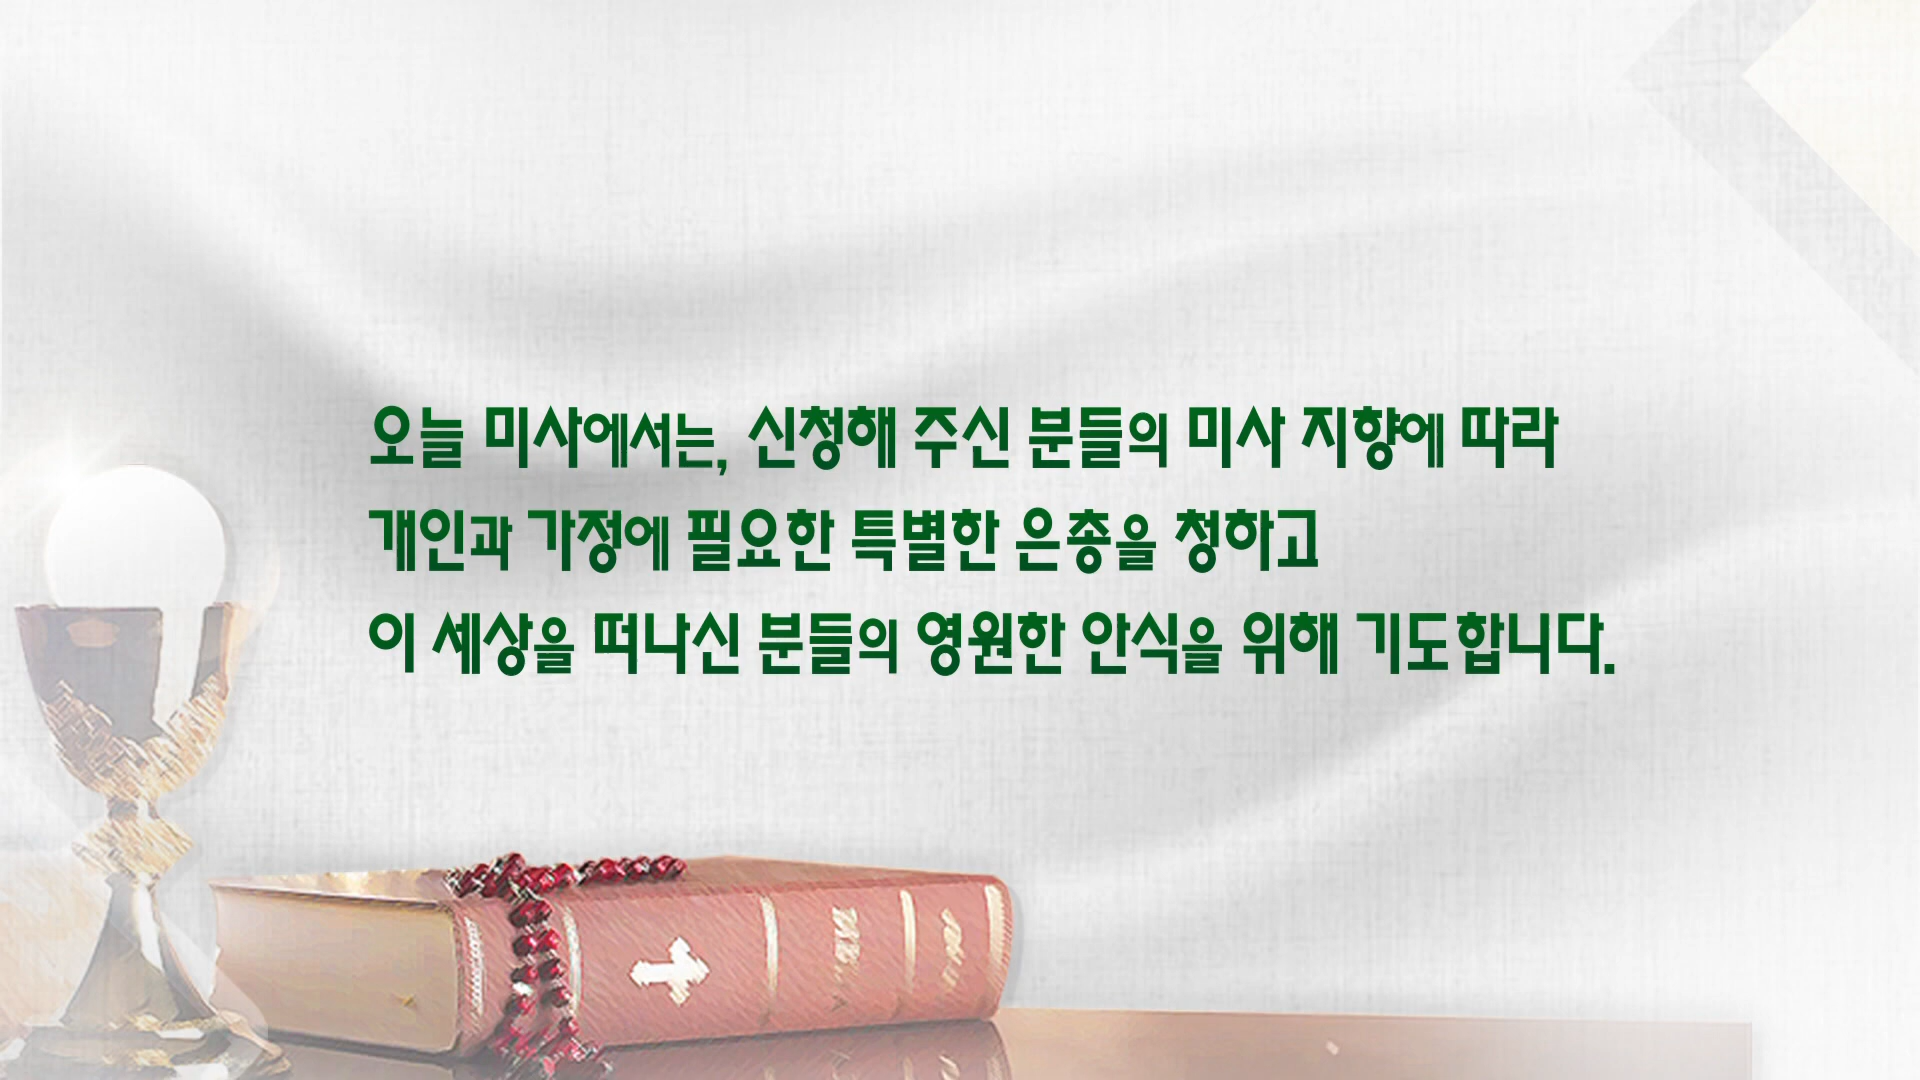 오늘 미사에서는, 신청해 주신 분들의 미사 지향에 따라
개인과 가정에 필요한 특별한 은총을 청하고
이 세상을 떠나신 분들의 영원한 안식을 위해 기도합니다.